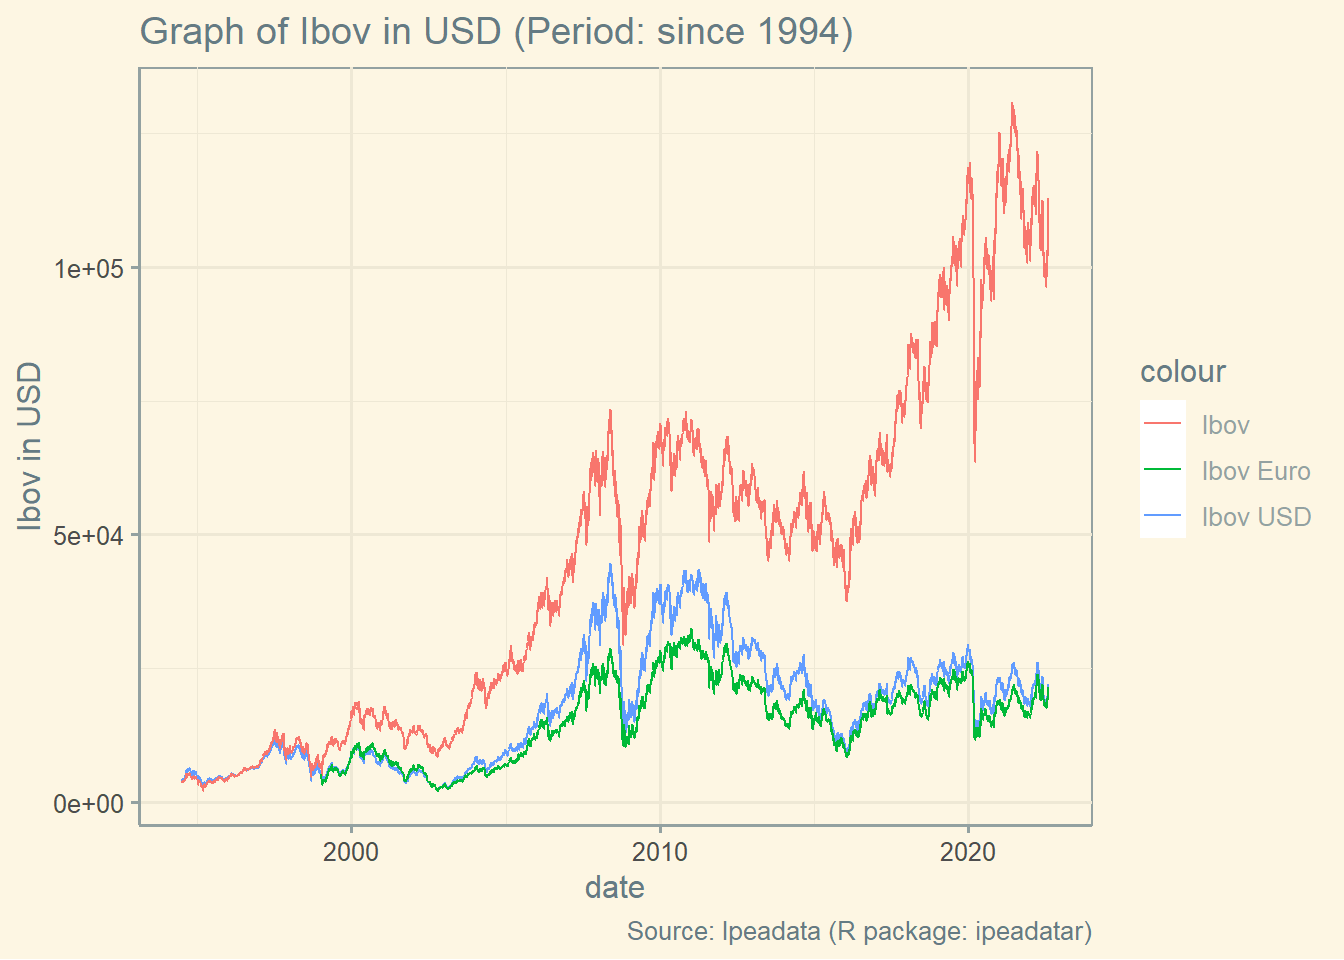 Graph of Ibov in USD (Period: since 1994)
Ibov in USD
1e+05
5e+04
0e+00
2000
2010
2020
date
colour
Ibov
Ibov Euro
Ibov USD
Source: Ipeadata (R package: ipeadatar)